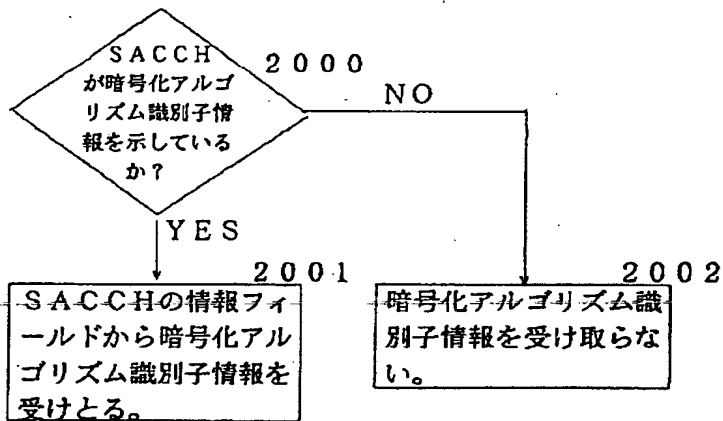 SACCH
が暗号化アルゴ
リズム識別子情
報を示している
か？
2000
NO
YES
2001
SACCHの情報フィ
ールドから暗号化アル
ゴリズム識別子情報を
受けとる。
2002
暗号化アルゴリズム識
別子情報を受け取らな
い。